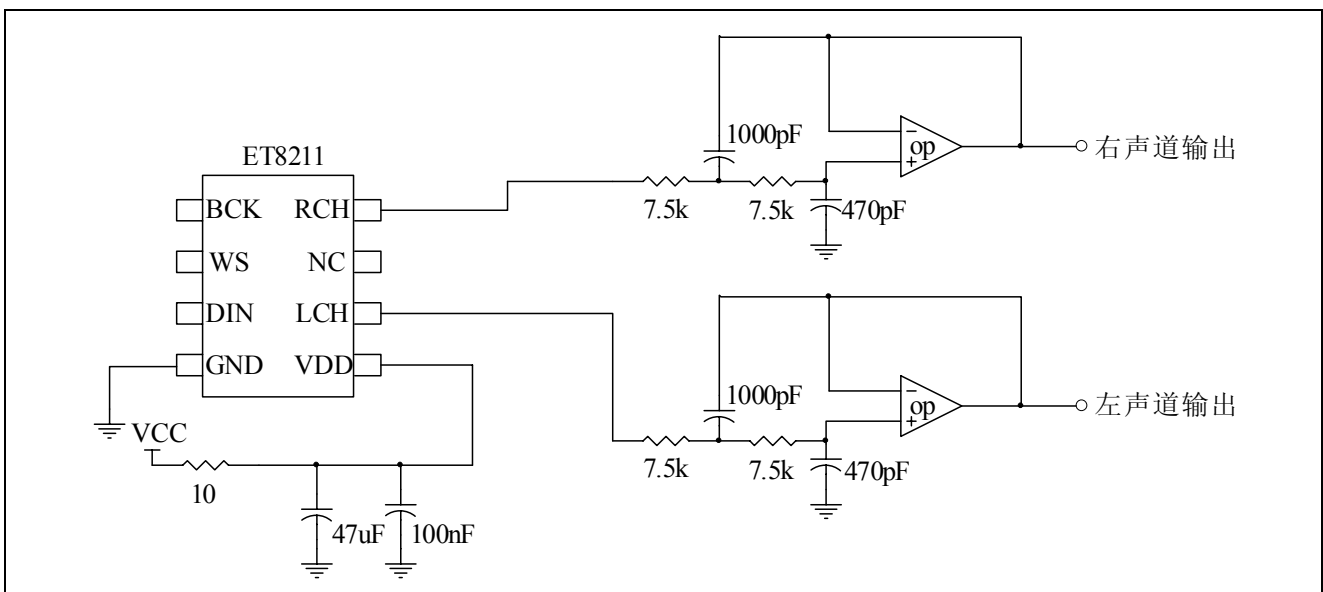 ET8211
BCK
RCH
WS
NC
DIN
LCH
GND
VDD
VCC
10
47uF
100nF
1000pF
7.5k
7.5k
470pF
-
op
+
右声道输出
1000pF
7.5k
7.5k
470pF
-
op
+
左声道输出